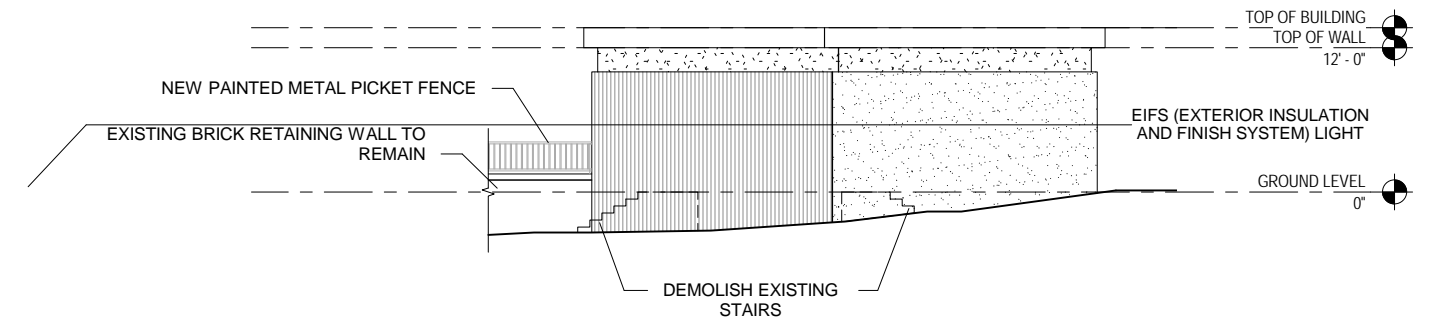 TOP OF BUILDING
TOP OF WALL
12' - 0"
NEW PAINTED METAL PICKET FENCE
EXISTING BRICK RETAINING WALL TO
REMAIN
EIFS (EXTERIOR INSULATION
AND FINISH SYSTEM) LIGHT
GROUND LEVEL
0"
DEMOLISH EXISTING
STAIRS